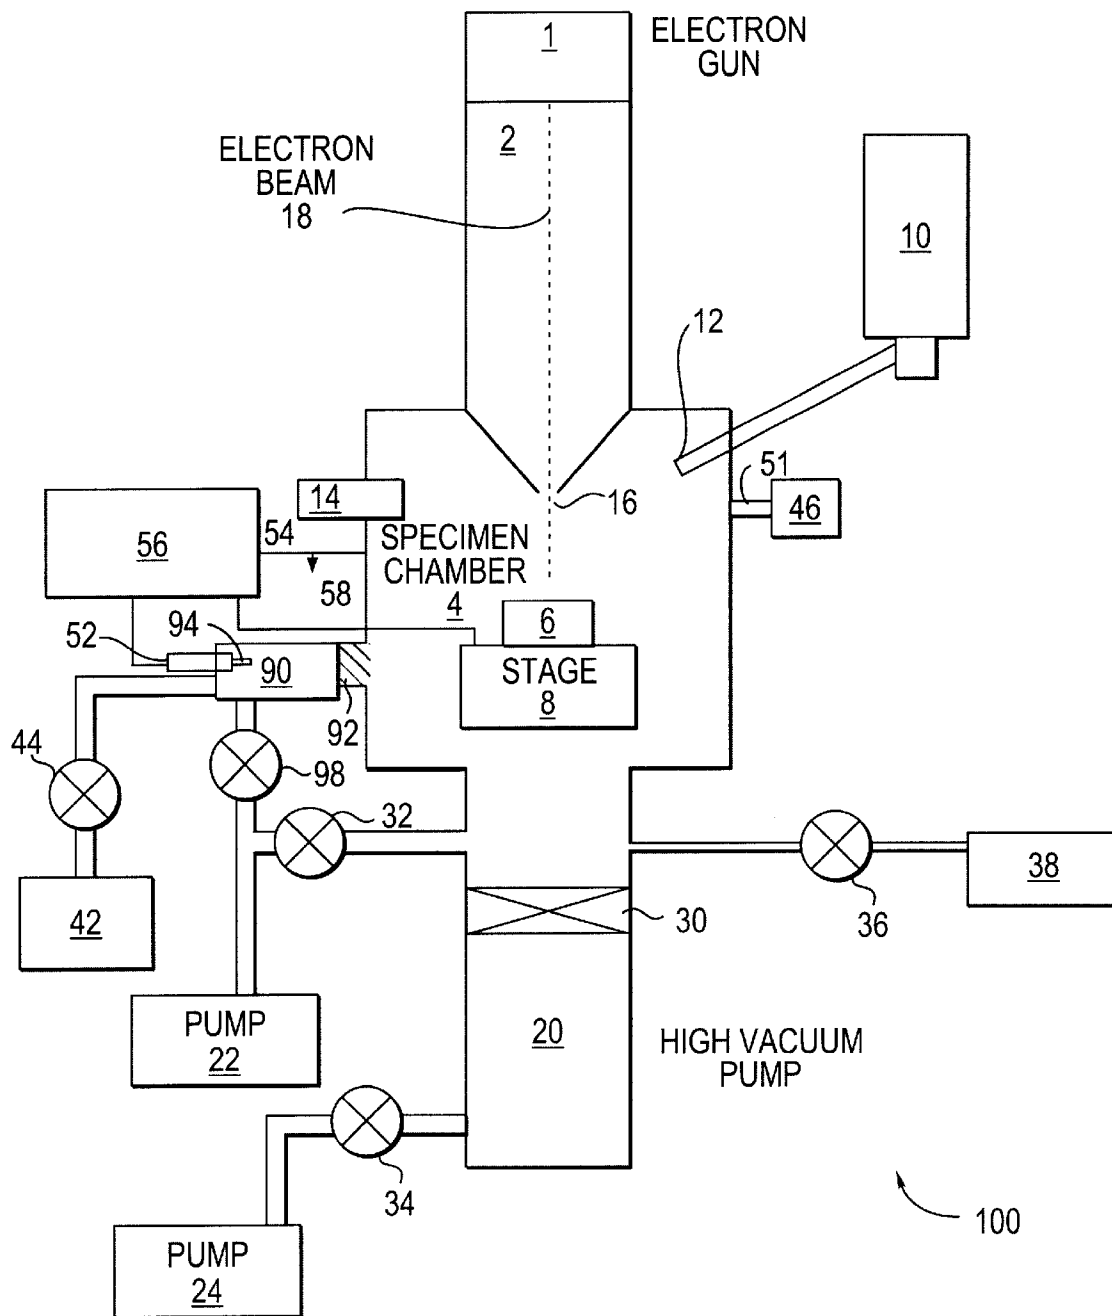 1
ELECTRON
GUN
2
ELECTRON
BEAM
18
10
12
51
46
14
16
54
56
SPECIMEN
CHAMBER
58
4
6
52
94
90
STAGE
8
92
44
98
32
36
38
42
30
PUMP
22
20
HIGH VACUUM
PUMP
34
100
PUMP
24